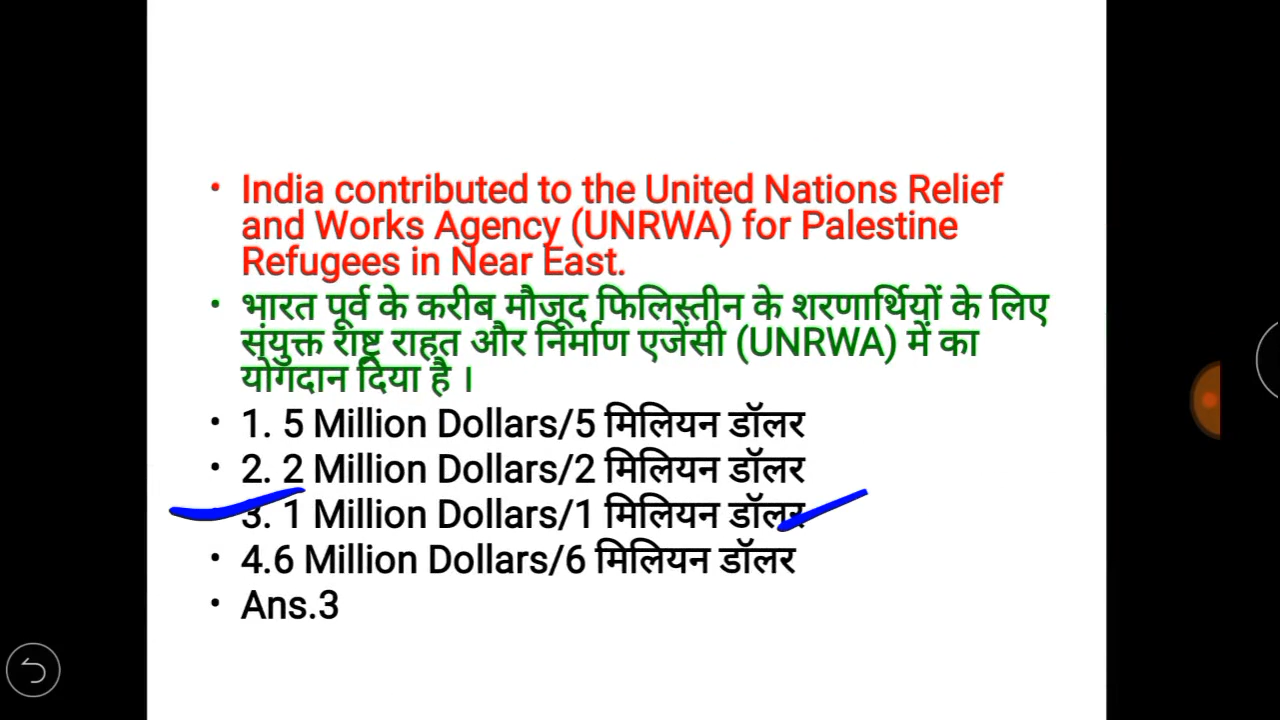 • India contributed to the United Nations Relief
and Works Agency (UNRWA) for Palestine
Refugees in Near East.
• भारत पूर्व के करीब मौजूद फिलिस्तीन के शरणार्थियों के लिए
संयुक्त राष्ट्र राहत और निर्माण एजेंसी (UNRWA) में का
योगदान दिया है ।
• 1. 5 Million Dollars/5 मिलियन डॉलर
• 2. 2 Million Dollars/2 मिलियन डॉलर
3. 1 Million Dollars/1 मिलियन डॉलर
• 4.6 Million Dollars/6 मिलियन डॉलर
• Ans.3